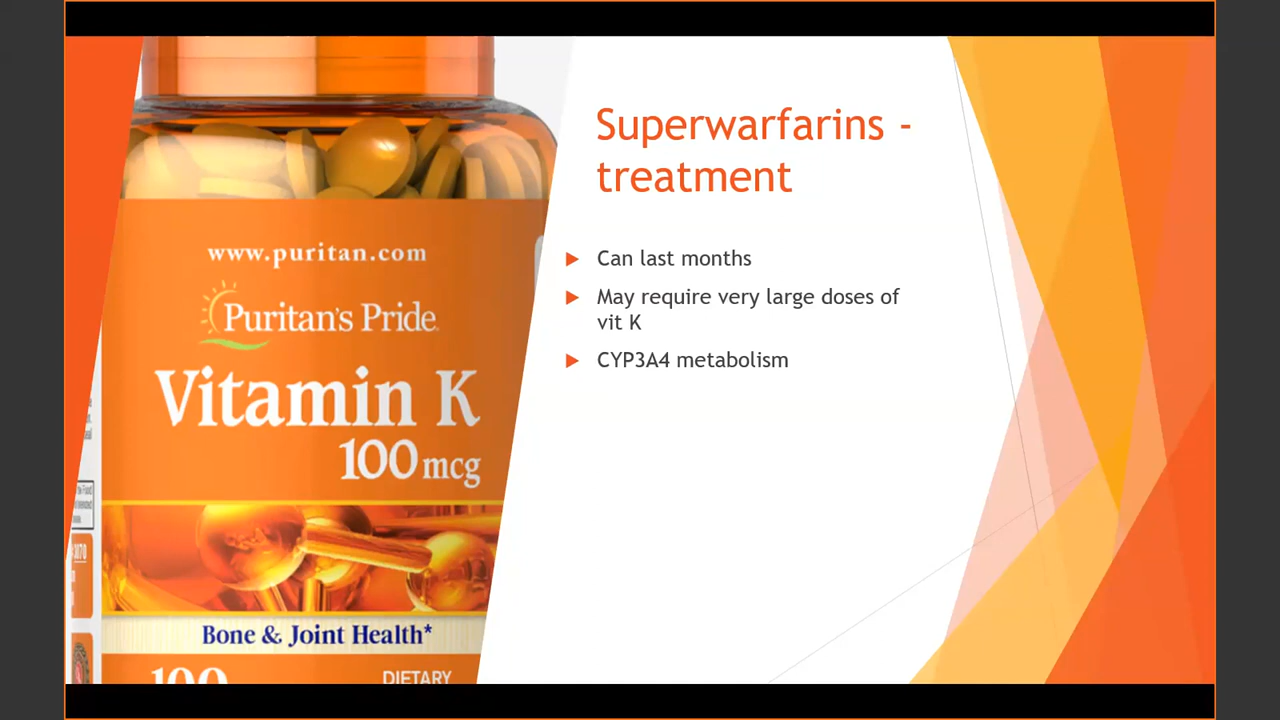 Superwarfarins -
treatment
Can last months
May require very large doses of
vit K
CYP3A4 metabolism
www.puritan.com
Puritan's Pride
Vitamin K
100 mcg
Bone & Joint Health*
100
DIETARY